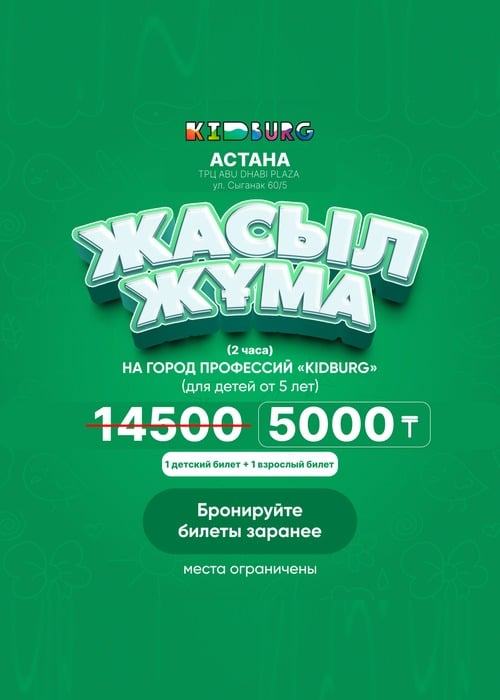 KIDBURG
АСТАНА
ТРЦ ABU DHABI PLAZA
ул. Сыганак 60/5
ЖАСЫЛ
ЖҰМА
(2 часа)
НА ГОРОД ПРОФЕССИЙ «KIDBURG»
(для детей от 5 лет)
14500 5000 ₸
1 детский билет + 1 взрослый билет
Бронируйте
билеты заранее
места ограничены